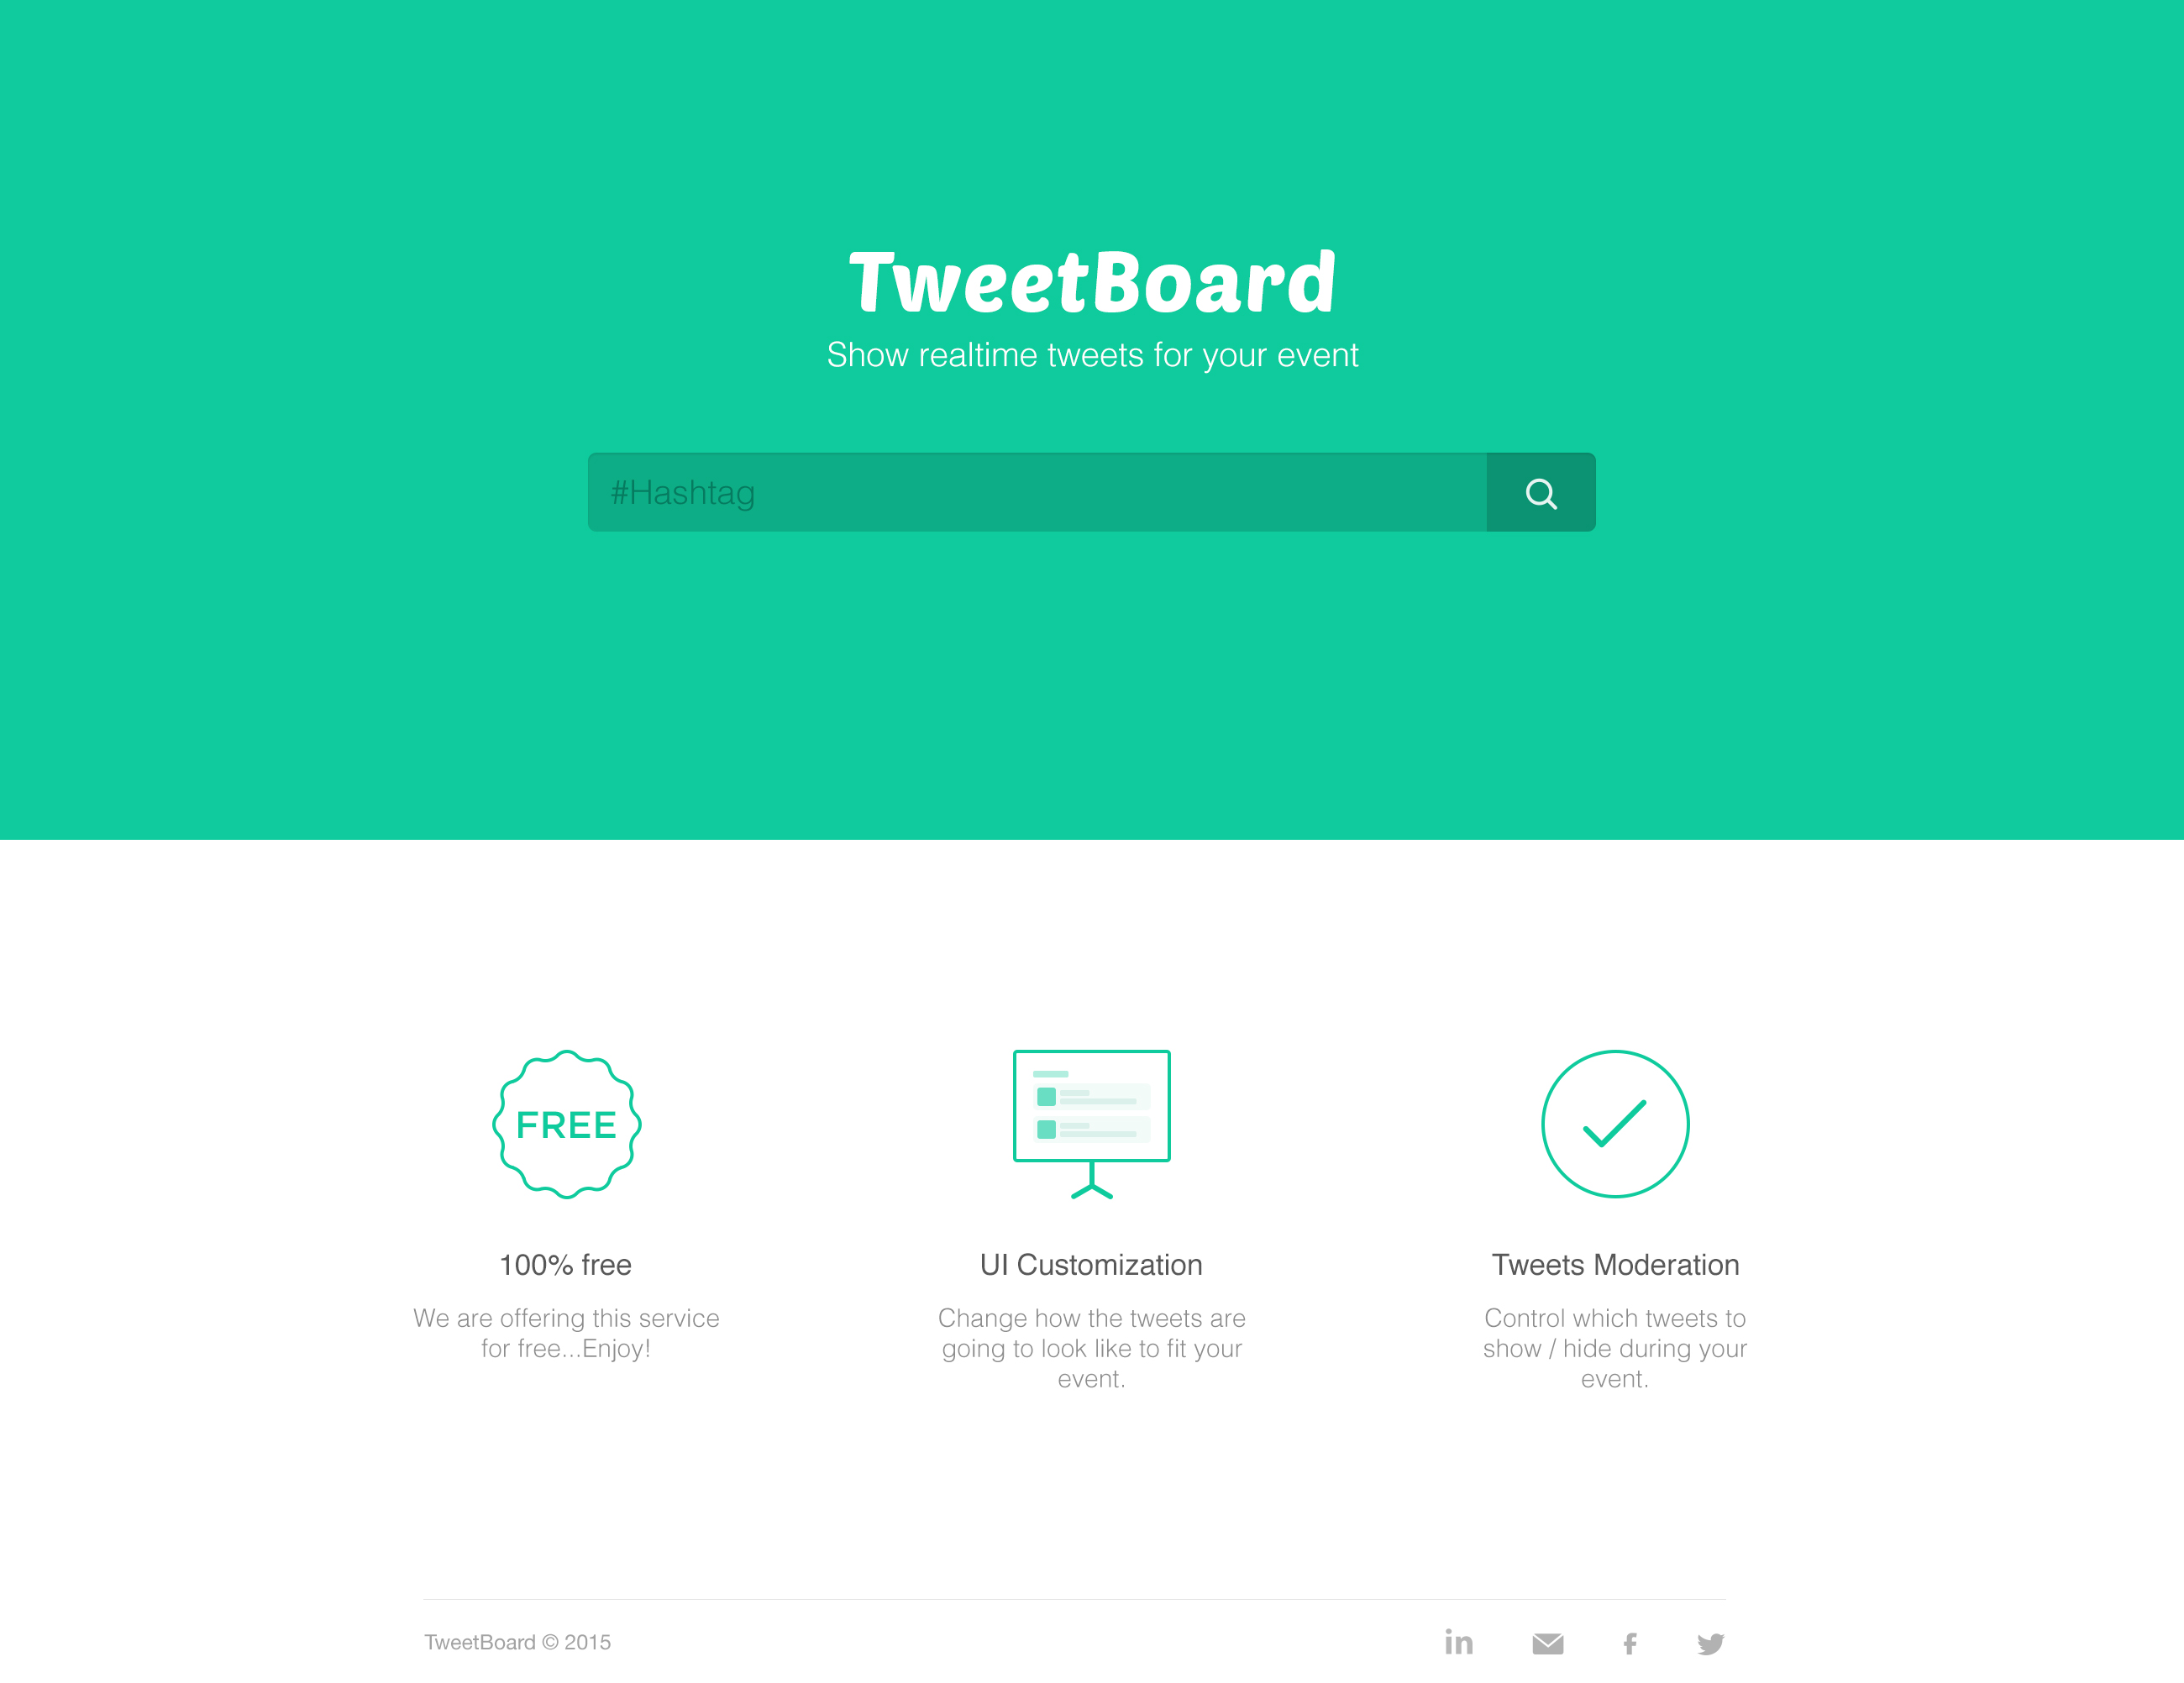 TweetBoard
Show realtime tweets for your event
#Hashtag
FREE
100% free
We are offering this service
for free...Enjoy!
UI Customization
Change how the tweets are
going to look like to fit your
event.
Tweets Moderation
Control which tweets to
show / hide during your
event.
TweetBoard © 2015
in
f